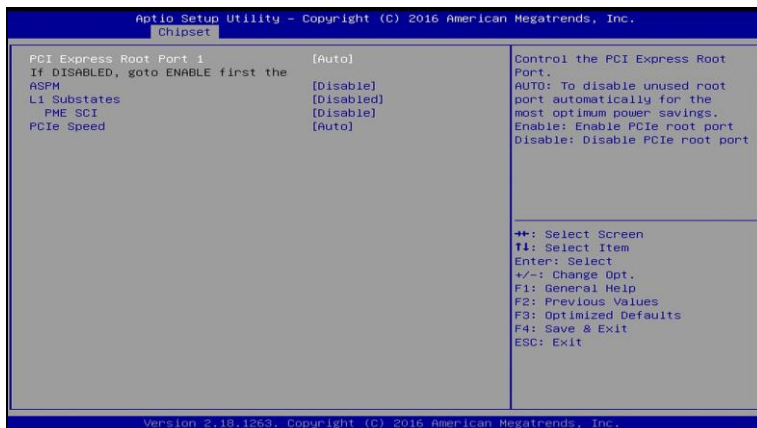 Aptio Setup Utility – Copyright (C) 2016 American Megatrends, Inc.
Chipset
PCI Express Root Port 1 [Auto]
If DISABLED, goto ENABLE first the
ASPM [Disable]
L1 Substates [Disabled]
PME SCI [Disable]
PCIe Speed [Auto]
Control the PCI Express Root
Port.
AUTO: To disable unused root
port automatically for the
most optimum power savings.
Enable: Enable PCIe root port
Disable: Disable PCIe root port
→←: Select Screen
↑↓: Select Item
Enter: Select
+/-: Change Opt.
F1: General Help
F2: Previous Values
F3: Optimized Defaults
F4: Save & Exit
ESC: Exit
Version 2.18.1263. Copyright (C) 2016 American Megatrends, Inc.